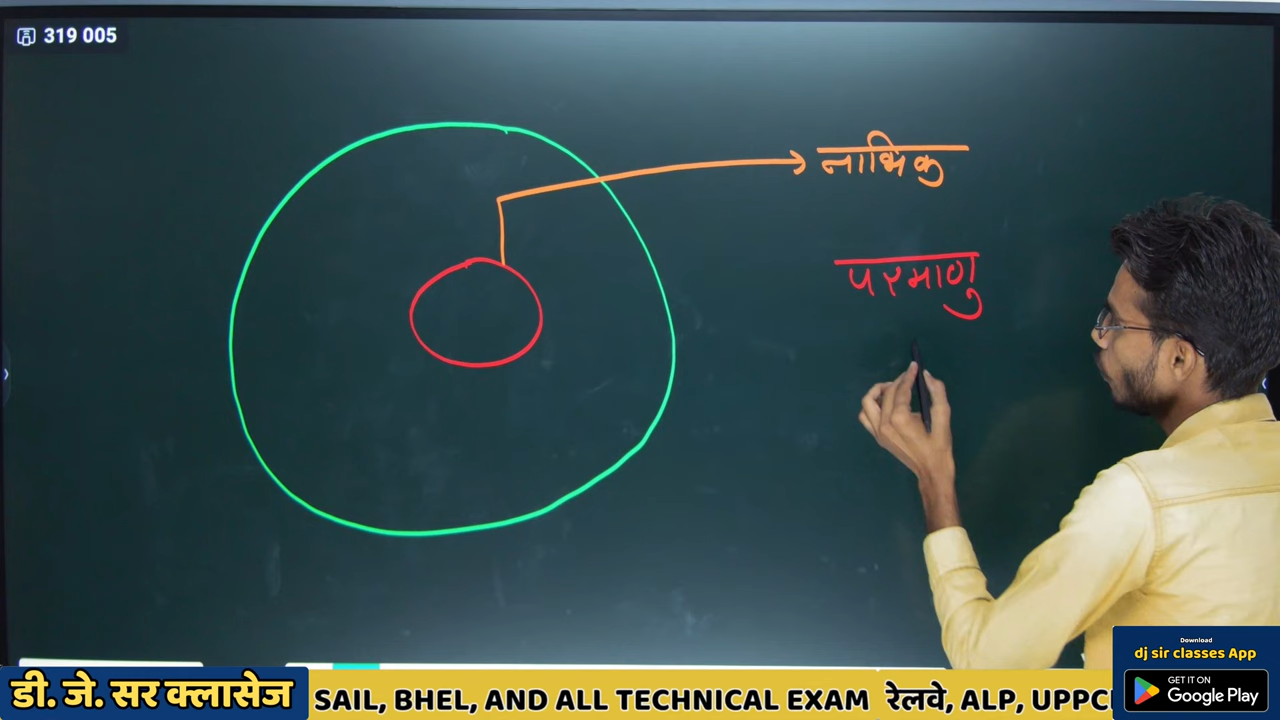 319 005
नाभिक
परमाणु
Download
dj sir classes App
GET IT ON
Google Play
डी. जे. सर क्लासेज
SAIL, BHEL, AND ALL TECHNICAL EXAM रेलवे, ALP, UPPC